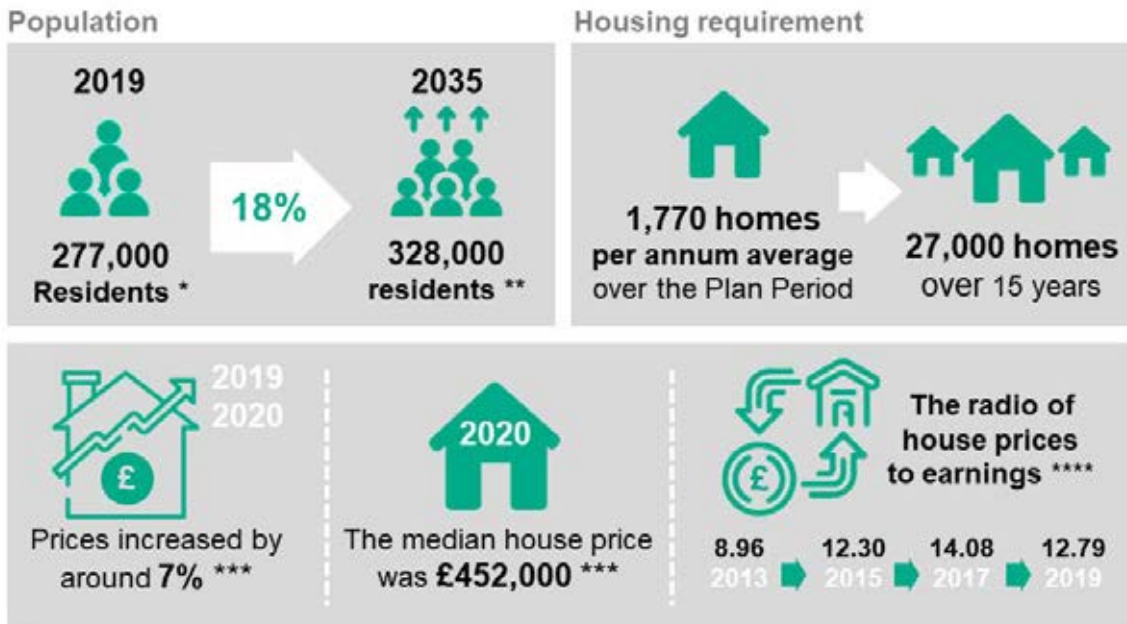 Population
2019
18%
277,000
Residents *
2035
328,000
residents **
Housing requirement
1,770 homes
per annum average
over the Plan Period
27,000 homes
over 15 years
2019
2020
£
Prices increased by
around 7% ***
2020
The median house price
was £452,000 ***
£
The radio of
house prices
to earnings ****
8.96 12.30 14.08 12.79
2013 2015 2017 2019